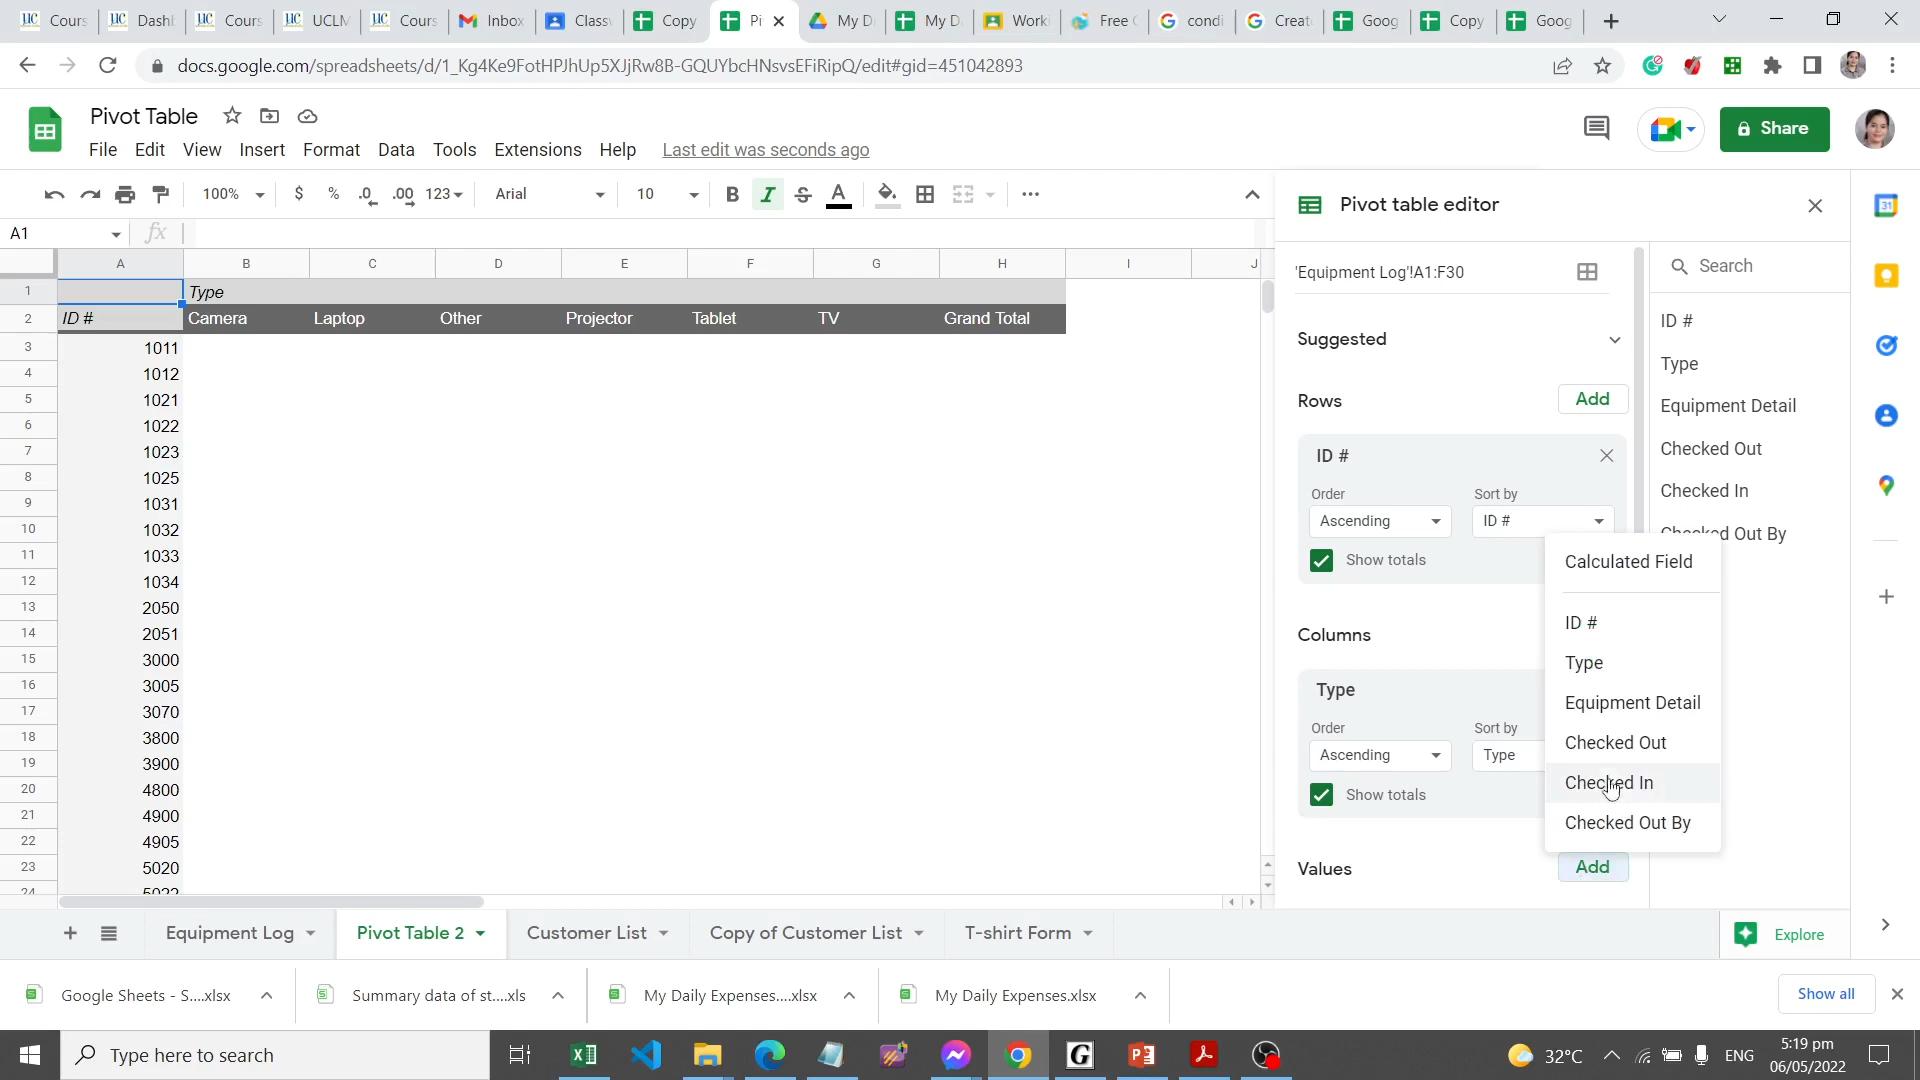 Cours
Dashl
Cours
UCLM
Cours
Inbox
Classv
Copy
Pi
My D
My D
Worki
Free C
condi
Create
Goog
Copy
Goog
docs.google.com/spreadsheets/d/1_Kg4Ke9FotHPJhUp5XJjRw8B-GQUYbcHNsvsEFiRipQ/edit#gid=451042893
Pivot Table
File Edit View Insert Format Data Tools Extensions Help Last edit was seconds ago
Share
100% $ % .0 .00 123 Arial 10 B I S A
Pivot table editor
A1 fx
A B C D E F G H I J
'Equipment Log'!A1:F30
Search
1 Type
2 ID # Camera Laptop Other Projector Tablet TV Grand Total
3 1011
4 1012
5 1021
6 1022
7 1023
8 1025
9 1031
10 1032
11 1033
12 1034
13 2050
14 2051
15 3000
16 3005
17 3070
18 3800
19 3900
20 4800
21 4900
22 4905
23 5020
24 5022
Suggested
Rows Add
ID #
Order Sort by
Ascending ID #
Show totals
Columns
Type
Order Sort by
Ascending Type
Show totals
Values Add
ID #
Type
Equipment Detail
Checked Out
Checked In
Checked Out By
Calculated Field
ID #
Type
Equipment Detail
Checked Out
Checked In
Checked Out By
Equipment Log Pivot Table 2 Customer List Copy of Customer List T-shirt Form
Explore
Google Sheets - S....xlsx
Summary data of st....xls
My Daily Expenses....xlsx
My Daily Expenses.xlsx
Show all
Type here to search
32°C ENG
5:19 pm
06/05/2022